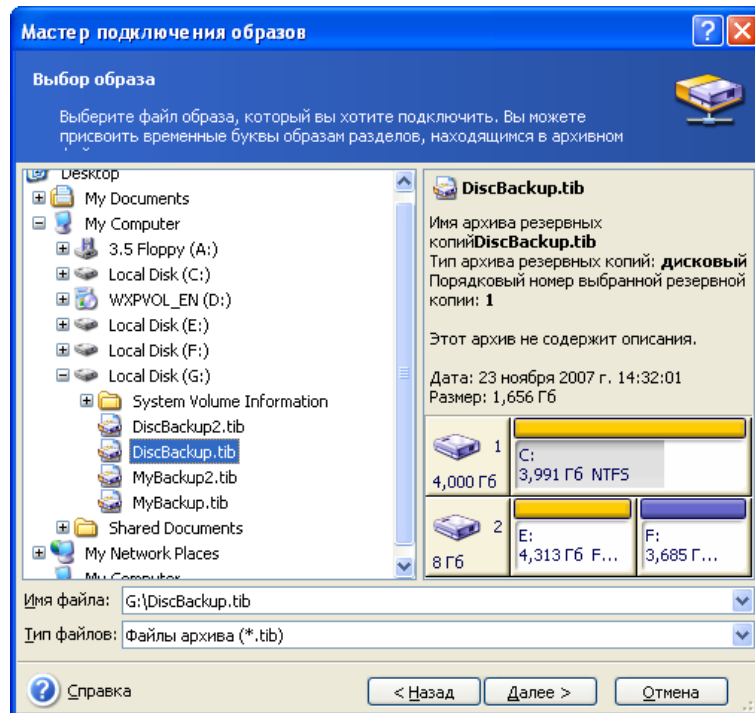 Мастер подключения образов
Выбор образа
Выберите файл образа, который вы хотите подключить. Вы можете
присвоить временные буквы образам разделов, находящимся в архивном
Desktop
My Documents
My Computer
3.5 Floppy (A:)
Local Disk (C:)
WXPVOL_EN (D:)
Local Disk (E:)
Local Disk (F:)
Local Disk (G:)
System Volume Information
DiscBackup2.tib
DiscBackup.tib
MyBackup2.tib
MyBackup.tib
Shared Documents
My Network Places
My Computer
DiscBackup.tib
Имя архива резервных
копийDiscBackup.tib
Тип архива резервных копий: дисковый
Порядковый номер выбранной резервной
копии: 1
Этот архив не содержит описания.
Дата: 23 ноября 2007 г. 14:32:01
Размер: 1,656 Гб
1
4,000 Гб
C:
3,991 Гб NTFS
2
8 Гб
E:
4,313 Гб F...
F:
3,685 Г...
Имя файла: G:\DiscBackup.tib
Тип файлов: Файлы архива (*.tib)
Справка
< Назад
Далее >
Отмена